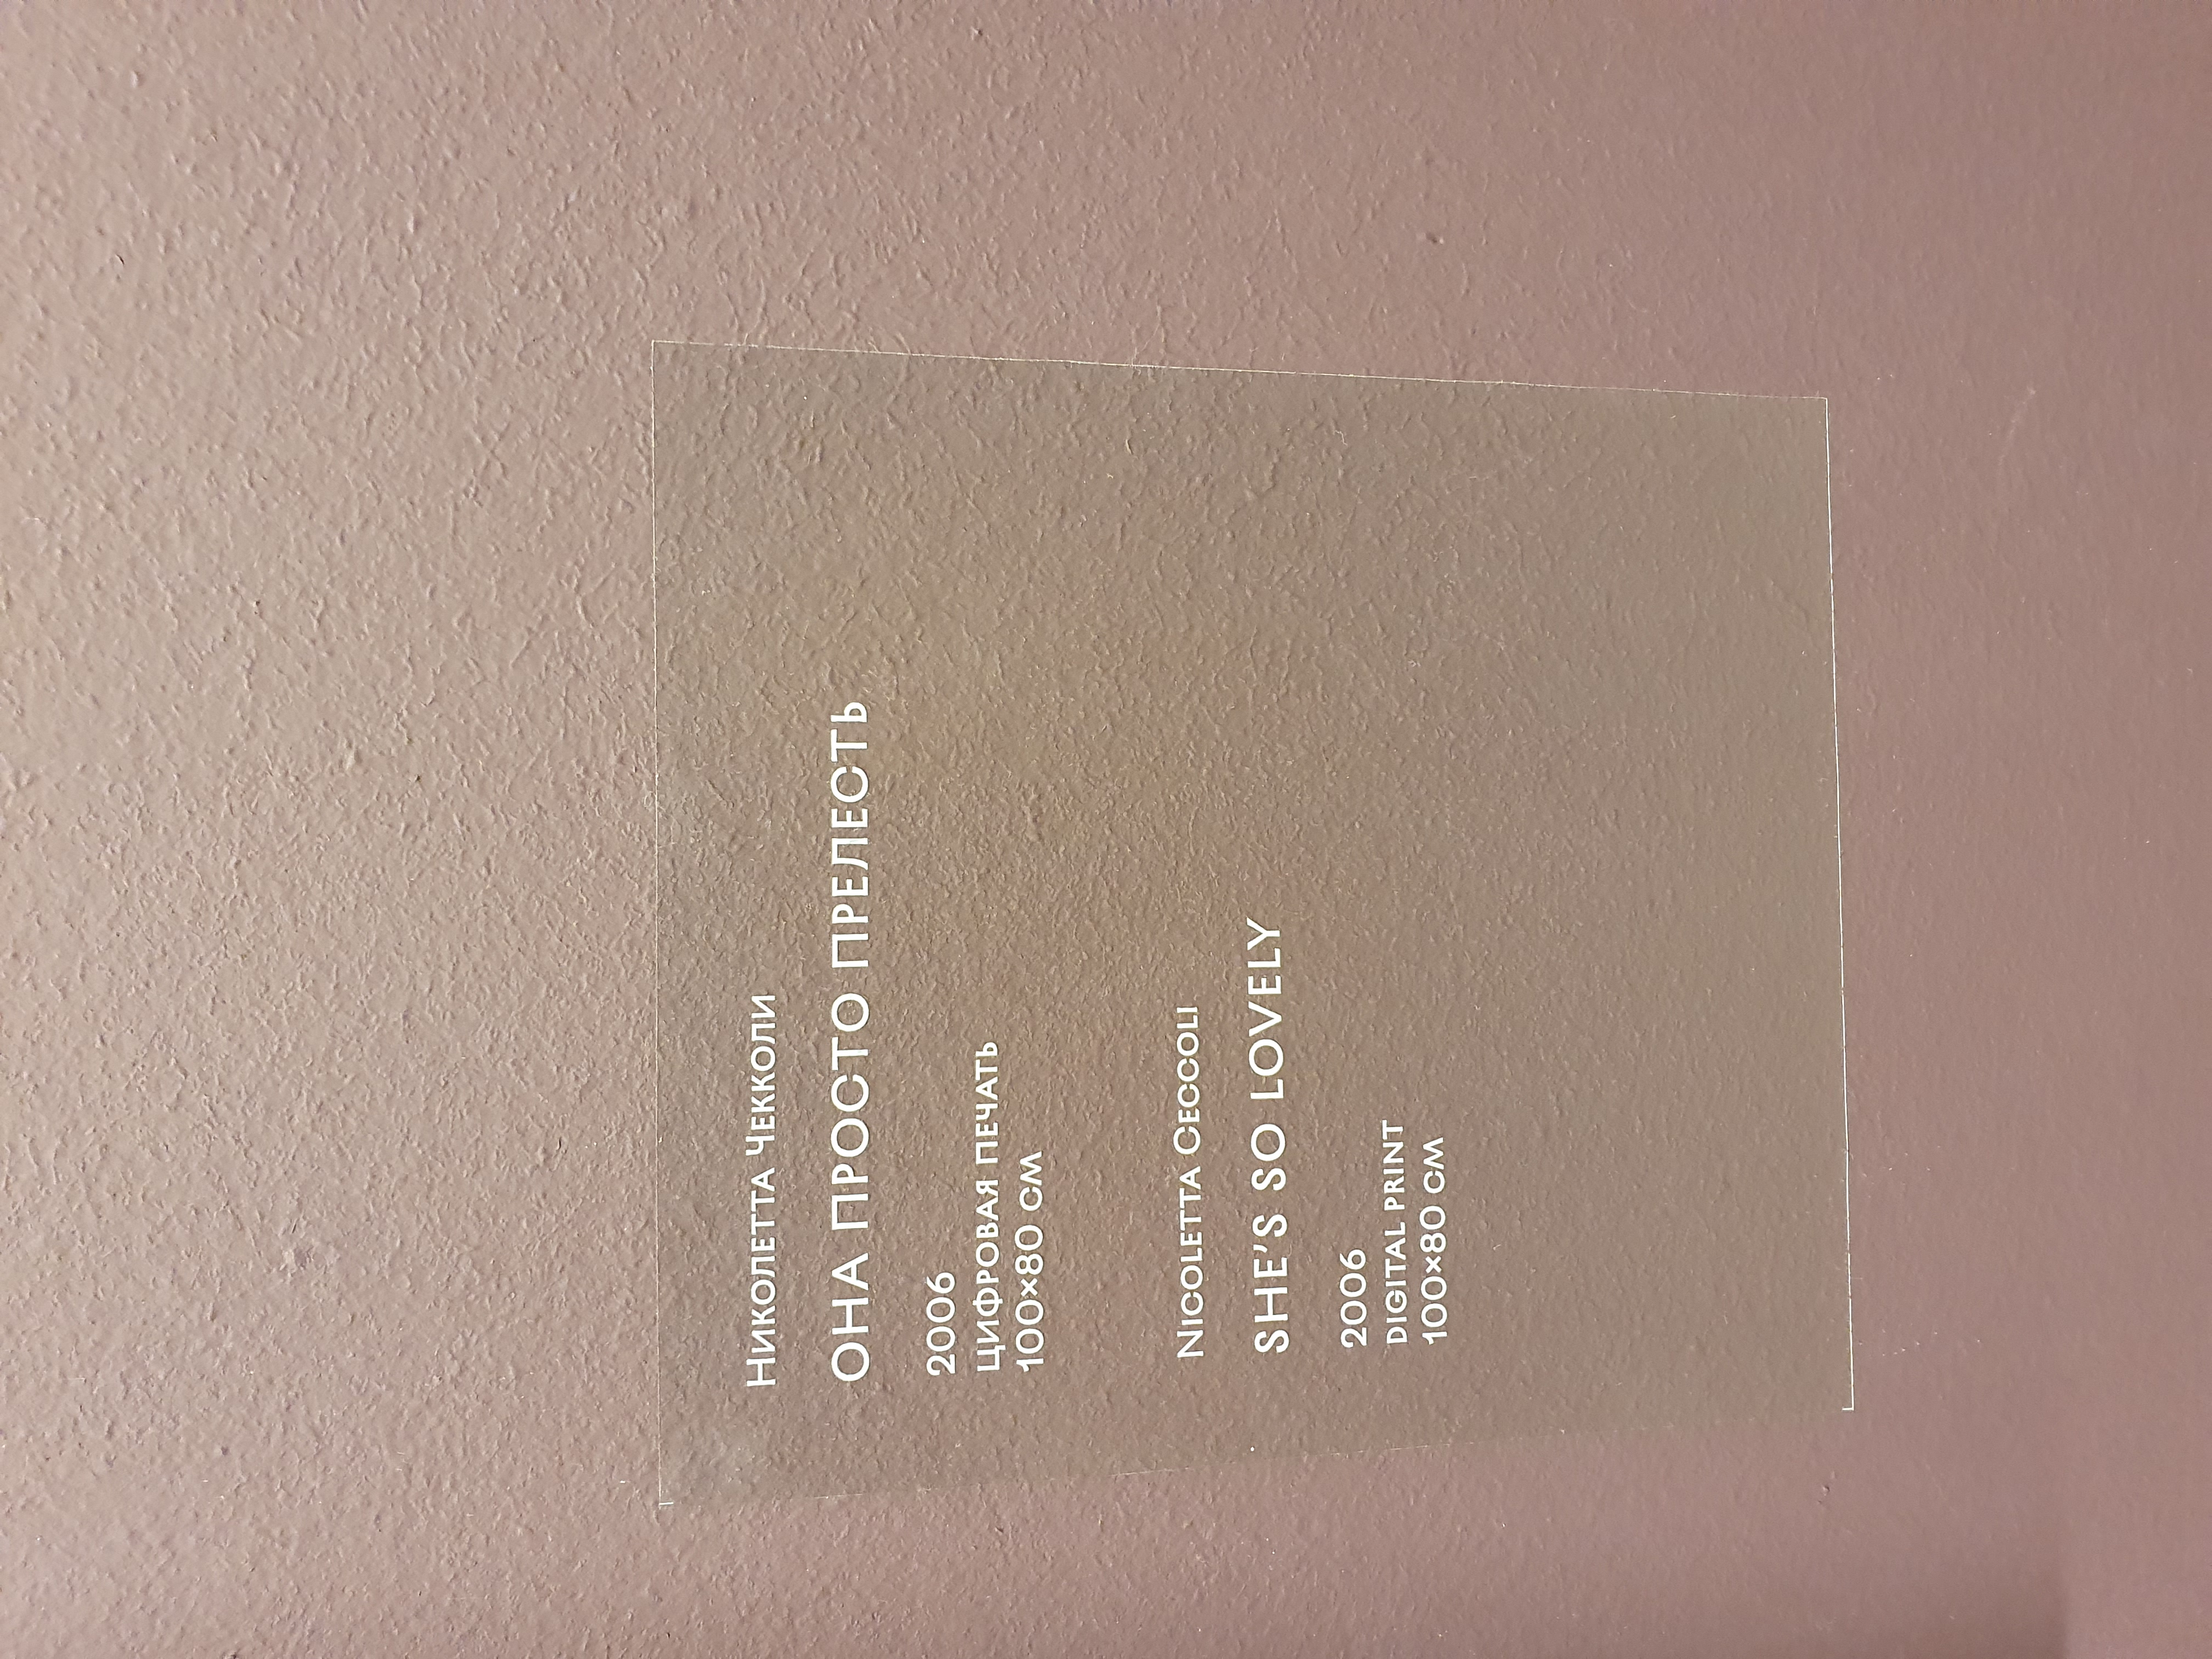 Николетта Чекколи
ОНА ПРОСТО ПРЕЛЕСТЬ
2006
ЦИФРОВАЯ ПЕЧАТЬ
100×80 СМ
Nicoletta Ceccoli
SHE'S SO LOVELY
2006
DIGITAL PRINT
100×80 CM